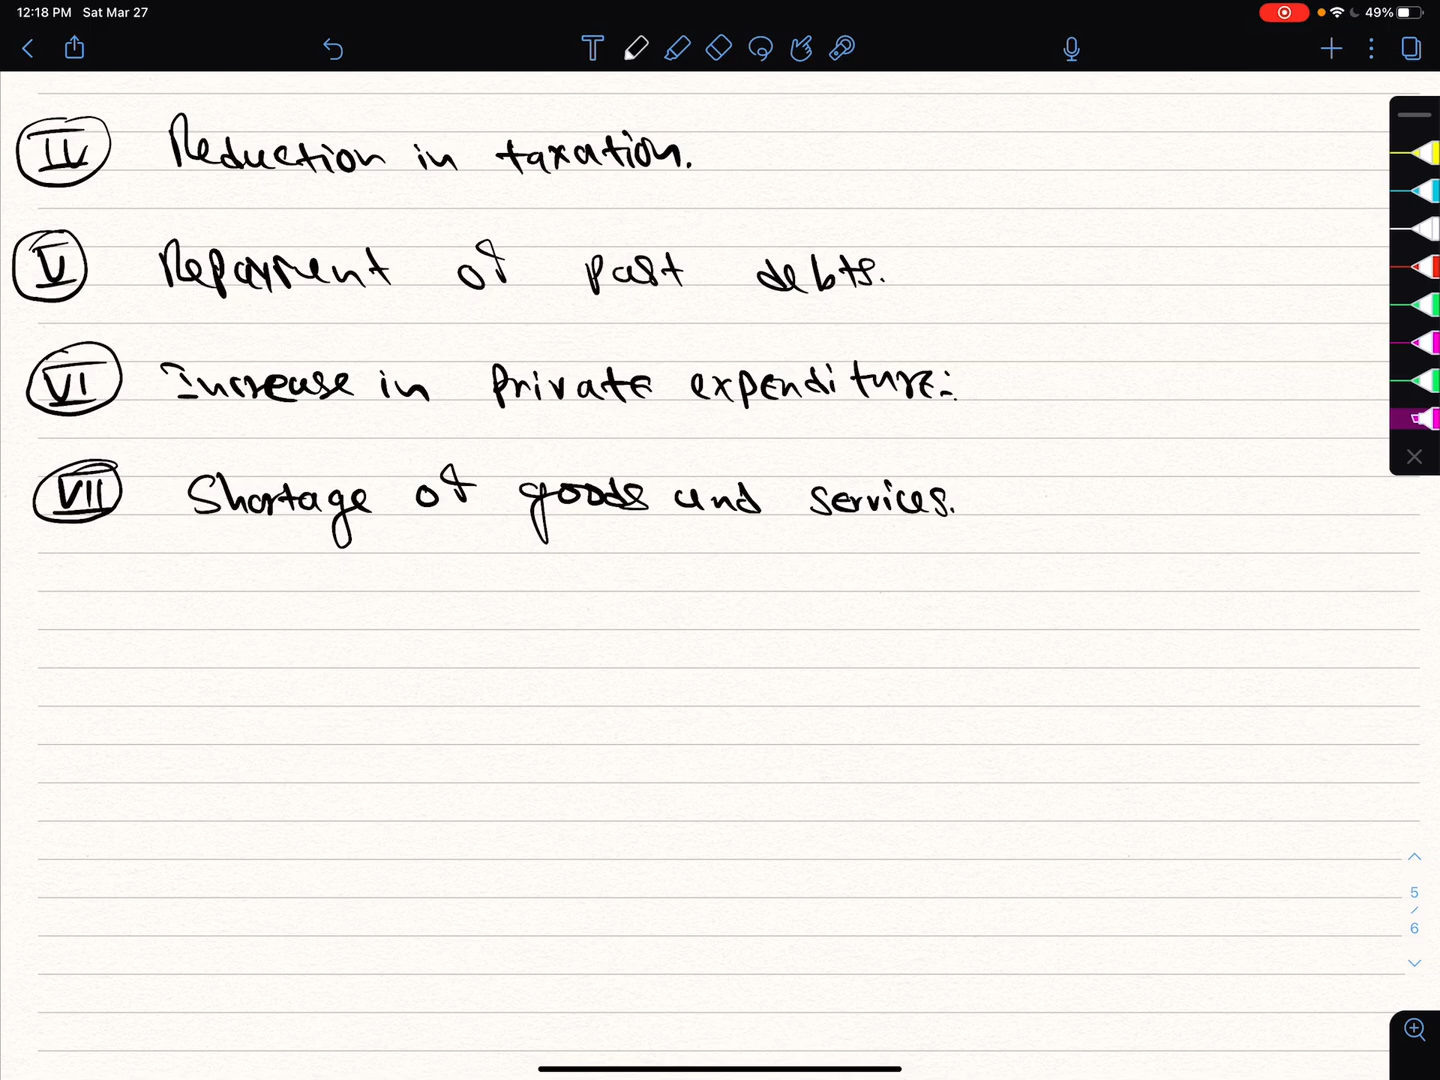 12:18 PM Sat Mar 27
49%
IV Reduction in taxation.
V Repayment of past debts.
VI Increase in Private expenditure:
VII Shortage of goods and services.
5
/
6